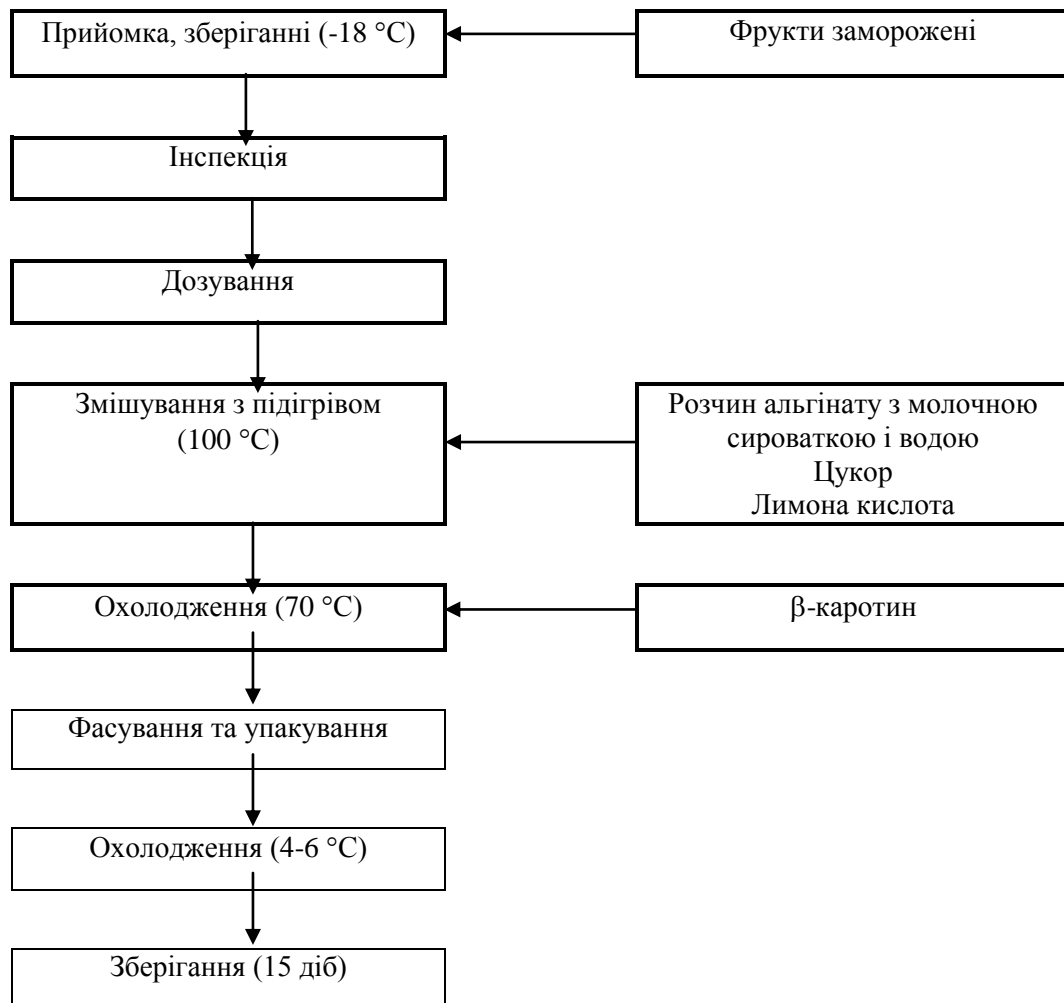 Прийомка, зберіганні (-18 °С)
Фрукти заморожені
Інспекція
Дозування
Змішування з підігрівом
(100 °С)
Розчин альгінату з молочною
сироваткою і водою
Цукор
Лимона кислота
Охолодження (70 °С)
β-каротин
Фасування та упакування
Охолодження (4-6 °С)
Зберігання (15 діб)